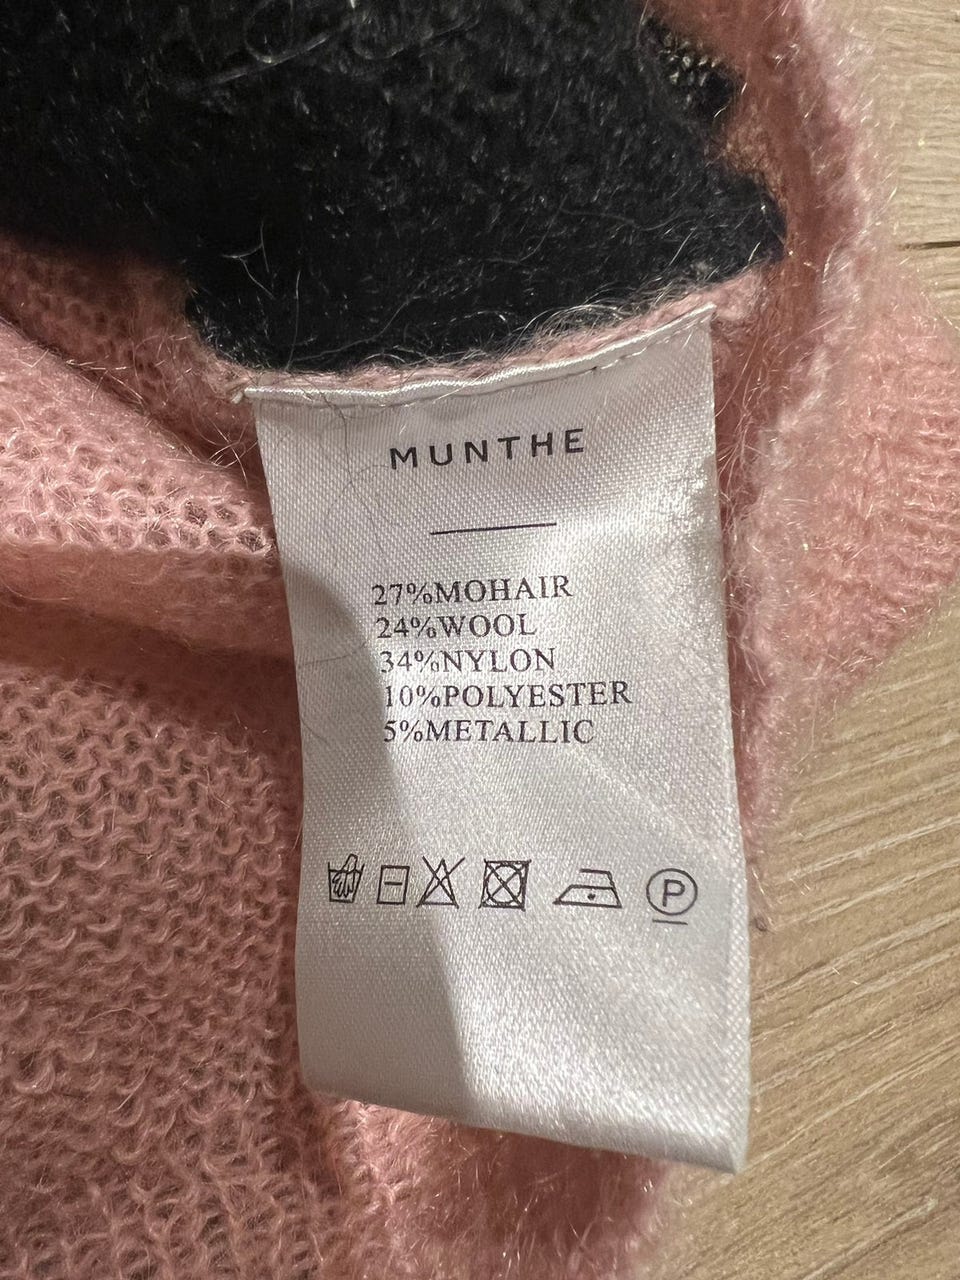 MUNTHE
27%MOHAIR
24%WOOL
34%NYLON
10%POLYESTER
5%METALLIC
P